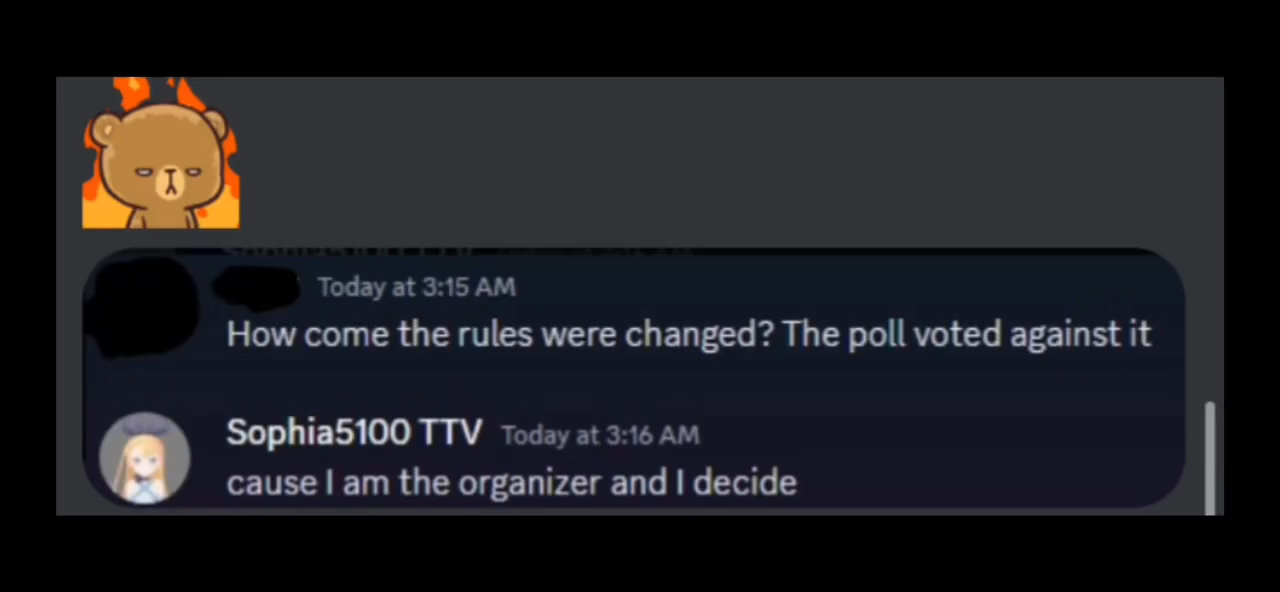 Today at 3:15 AM
How come the rules were changed? The poll voted against it
Sophia5100 TTV Today at 3:16 AM
cause I am the organizer and I decide